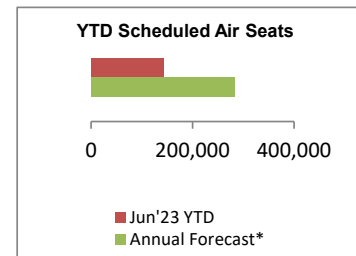 YTD Scheduled Air Seats
0 200,000 400,000
Jun'23 YTD
Annual Forecast*